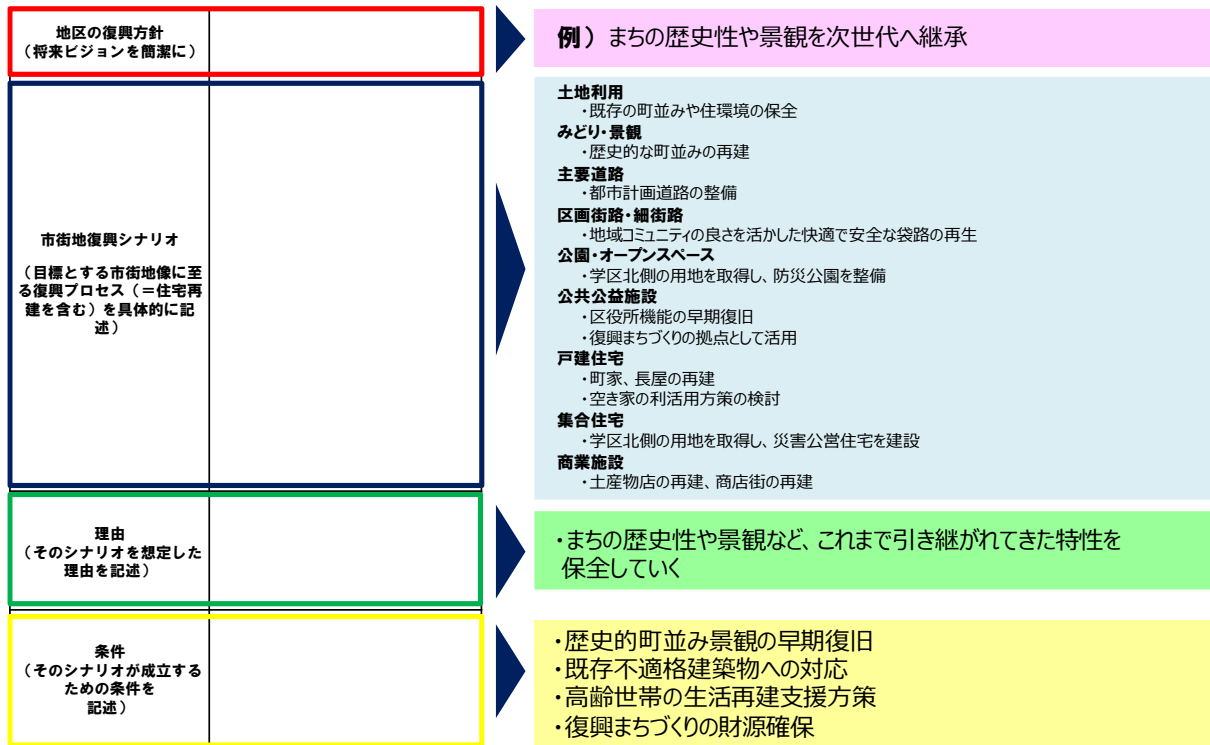 地区の復興方針
(将来ビジョンを簡潔に)
例) まちの歴史性や景観を次世代へ継承
市街地復興シナリオ
(目標とする市街地像に至
る復興プロセス(=住宅再
建を含む)を具体的に記
述)
土地利用
・既存の町並みや住環境の保全
みどり・景観
・歴史的な町並みの再建
主要道路
・都市計画道路の整備
区画街路・細街路
・地域コミュニティの良さを活かした快適で安全な袋路の再生
公園・オープンスペース
・学区北側の用地を取得し、防災公園を整備
公共公益施設
・区役所機能の早期復旧
・復興まちづくりの拠点として活用
戸建住宅
・町家、長屋の再建
・空き家の利活用方策の検討
集合住宅
・学区北側の用地を取得し、災害公営住宅を建設
商業施設
・土産物店の再建、商店街の再建
理由
(そのシナリオを想定した
理由を記述)
・まちの歴史性や景観など、これまで引き継がれてきた特性を
保全していく
条件
(そのシナリオが成立する
ための条件を
記述)
・歴史的町並み景観の早期復旧
・既存不適格建築物への対応
・高齢世帯の生活再建支援方策
・復興まちづくりの財源確保